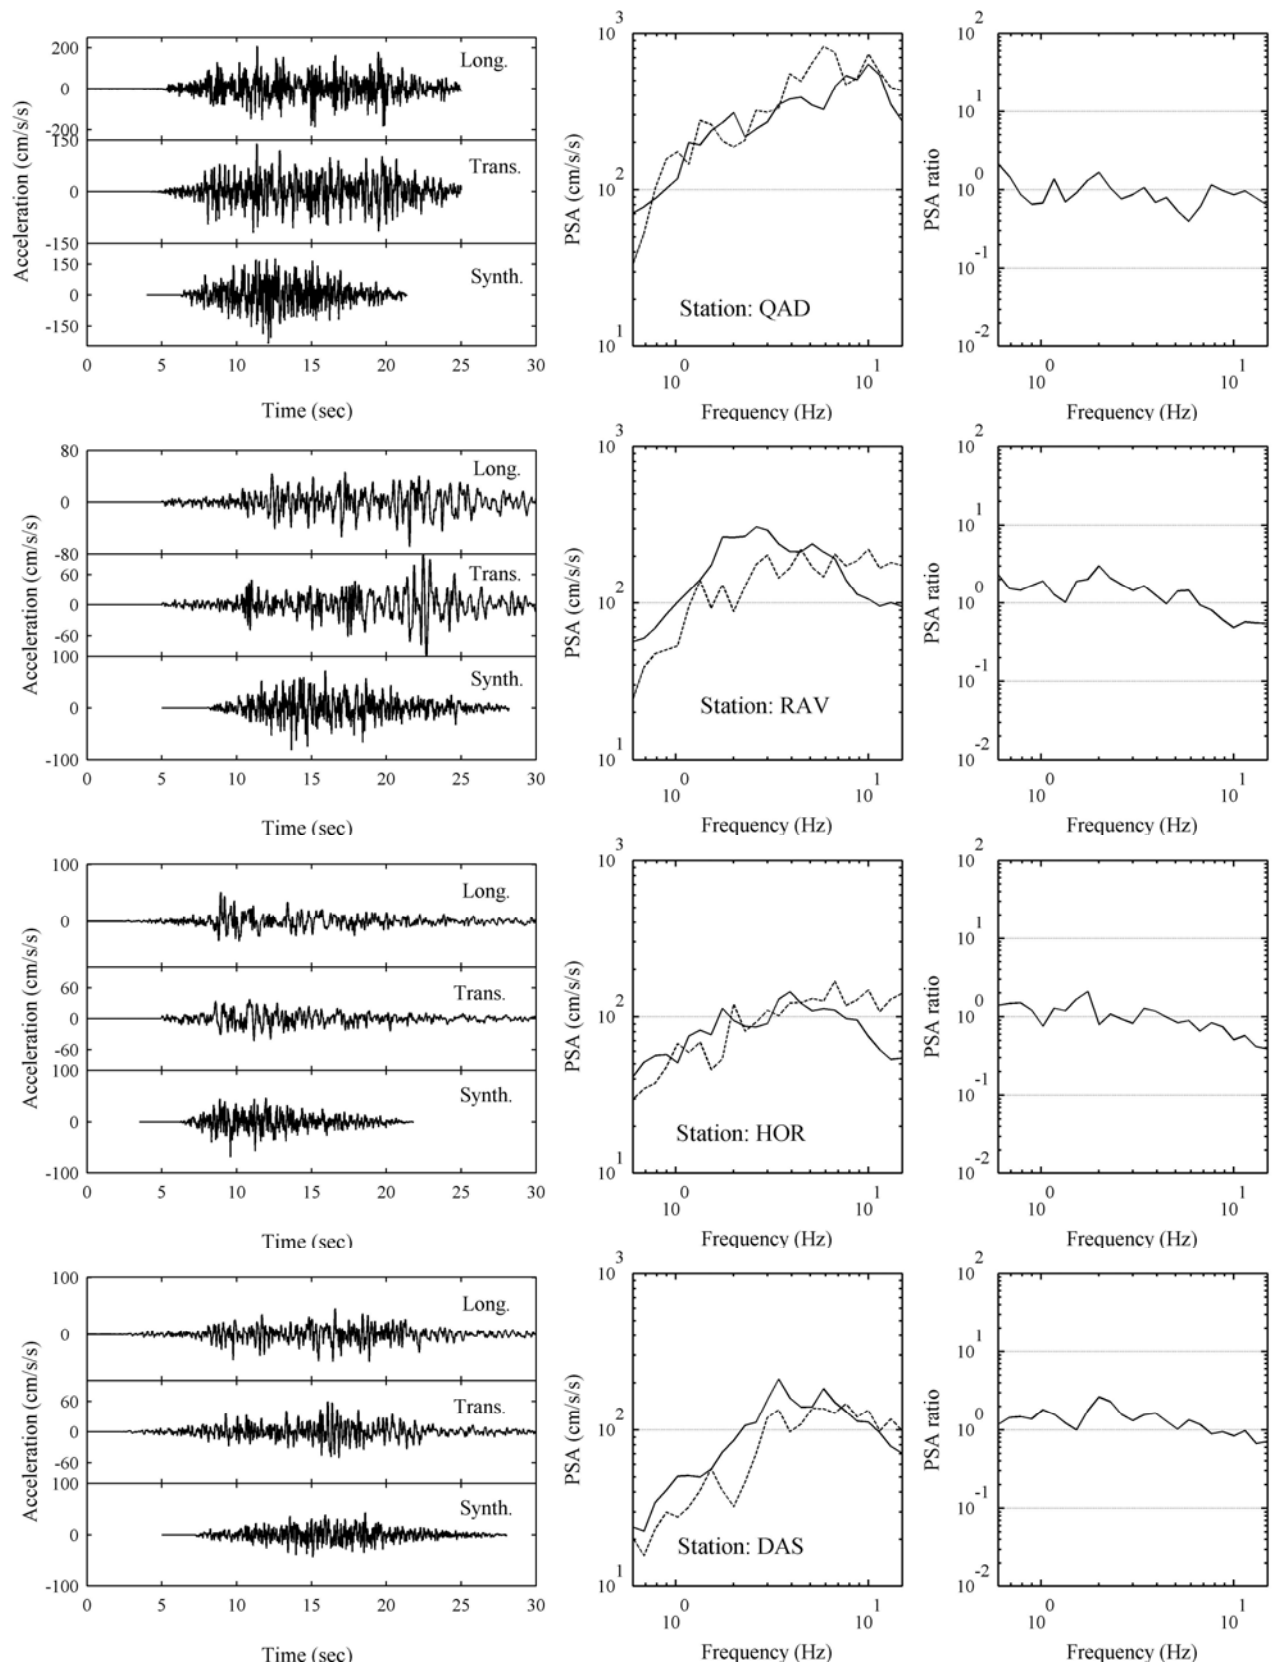 Acceleration (cm/s/s)
200
0
-200
Long.
150
0
-150
Trans.
150
0
-150
Synth.
0 5 10 15 20 25 30
Time (sec)
PSA (cm/s/s)
10 3
10 2
10 1
Station: QAD
10 0 10 1
Frequency (Hz)
PSA ratio
10 2
10 1
10 0
10 -1
10 -2
10 0 10 1
Frequency (Hz)
Acceleration (cm/s/s)
80
0
-80
Long.
60
0
-60
Trans.
100
0
-100
Synth.
0 5 10 15 20 25 30
Time (sec)
PSA (cm/s/s)
10 3
10 2
10 1
Station: RAV
10 0 10 1
Frequency (Hz)
PSA ratio
10 2
10 1
10 0
10 -1
10 -2
10 0 10 1
Frequency (Hz)
Acceleration (cm/s/s)
100
0
Long.
60
0
-60
Trans.
100
0
-100
Synth.
0 5 10 15 20 25 30
Time (sec)
PSA (cm/s/s)
10 3
10 2
10 1
Station: HOR
10 0 10 1
Frequency (Hz)
PSA ratio
10 2
10 1
10 0
10 -1
10 -2
10 0 10 1
Frequency (Hz)
Acceleration (cm/s/s)
100
0
Long.
60
0
-60
Trans.
100
0
-100
Synth.
0 5 10 15 20 25 30
Time (sec)
PSA (cm/s/s)
10 3
10 2
10 1
Station: DAS
10 0 10 1
Frequency (Hz)
PSA ratio
10 2
10 1
10 0
10 -1
10 -2
10 0 10 1
Frequency (Hz)